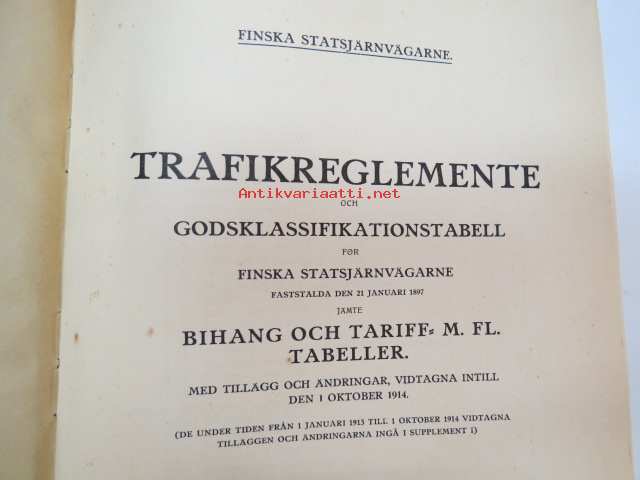 FINSKA STATSJÄRNVÄGARNE.
TRAFIKREGLEMENTE
Antikvariaatti.net
OCH
GODSKLASSIFIKATIONSTABELL
FÖR
FINSKA STATSJÄRNVÄGARNE
FASTSTÄLDA DEN 21 JANUARI 1897
JÄMTE
BIHANG OCH TARIFF- M. FL.
TABELLER.
MED TILLÄGG OCH ÄNDRINGAR, VIDTAGNA INTILL
DEN 1 OKTOBER 1914.
(DE UNDER TIDEN FRÅN 1 JANUARI 1913 TILL 1 OKTOBER 1914 VIDTAGNA
TILLÄGGEN OCH ÄNDRINGARNA INGÅ I SUPPLEMENT I)